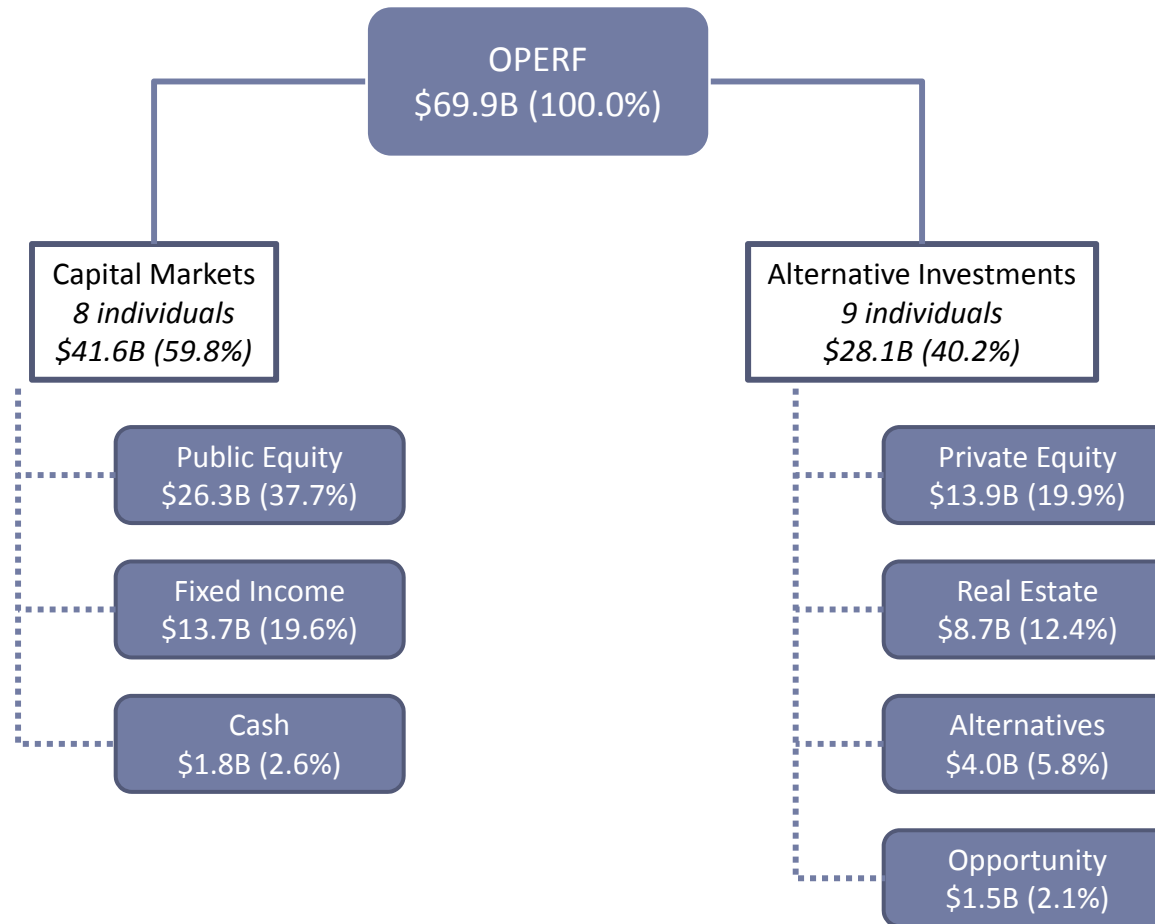 OPERF
$69.9B (100.0%)
Capital Markets
8 individuals
$41.6B (59.8%)
Public Equity
$26.3B (37.7%)
Fixed Income
$13.7B (19.6%)
Cash
$1.8B (2.6%)
Alternative Investments
9 individuals
$28.1B (40.2%)
Private Equity
$13.9B (19.9%)
Real Estate
$8.7B (12.4%)
Alternatives
$4.0B (5.8%)
Opportunity
$1.5B (2.1%)